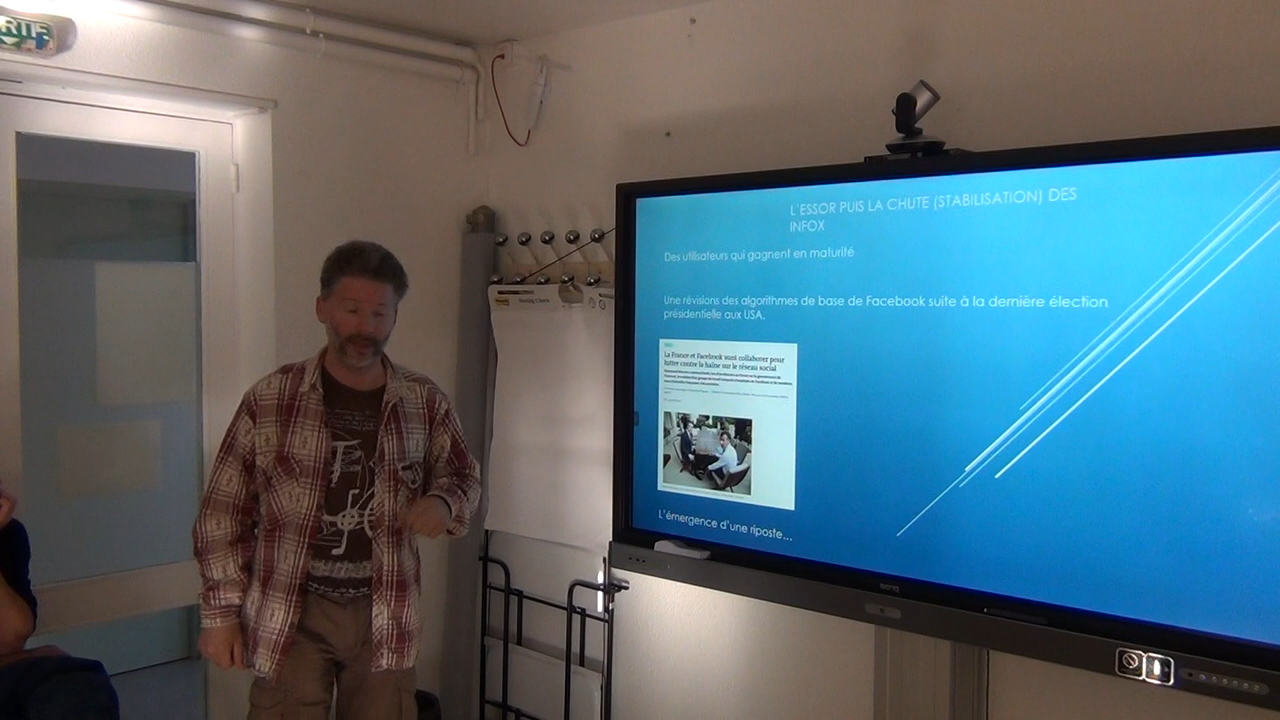 L'ESSOR PUIS LA CHUTE (STABILISATION) DES
INFOX
Des utilisateurs qui gagnent en maturité
Une révisions des algorithmes de base de Facebook suite à la dernière élection
présidentielle aux USA.
La France et Facebook vont collaborer pour
lutter contre la haine sur le réseau social
L'émergence d'une riposte...
BENQ